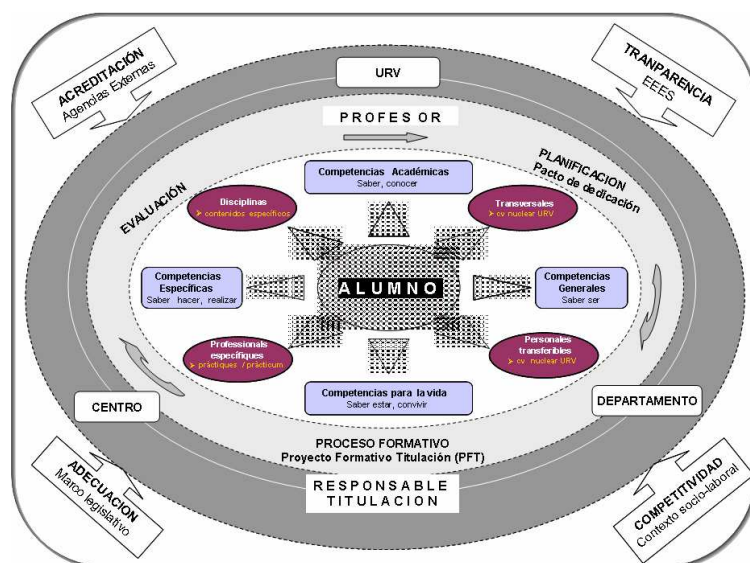 ACREDITACIÓN
Agencias Externas
URV
TRANPARENCIA
EEES
PROFESOR
EVALUACIÓN
PLANIFICACION
Pacto de dedicación
Competencias Académicas
Saber, conocer
Disciplinas
➢ contenidos específicos
Transversales
➢ cv nuclear URV
Competencias
Específicas
Saber hacer, realizar
ALUMNO
Competencias
Generales
Saber ser
Professionals
específiques
➢ pràctiques / pràcticum
Personales
transferibles
➢ cv nuclear URV
Competencias para la vida
Saber estar, convivir
CENTRO
DEPARTAMENTO
PROCESO FORMATIVO
Proyecto Formativo Titulación (PFT)
RESPONSABLE
TITULACION
ADECUACION
Marco legislativo
COMPETITIVIDAD
Contexto socio-laboral